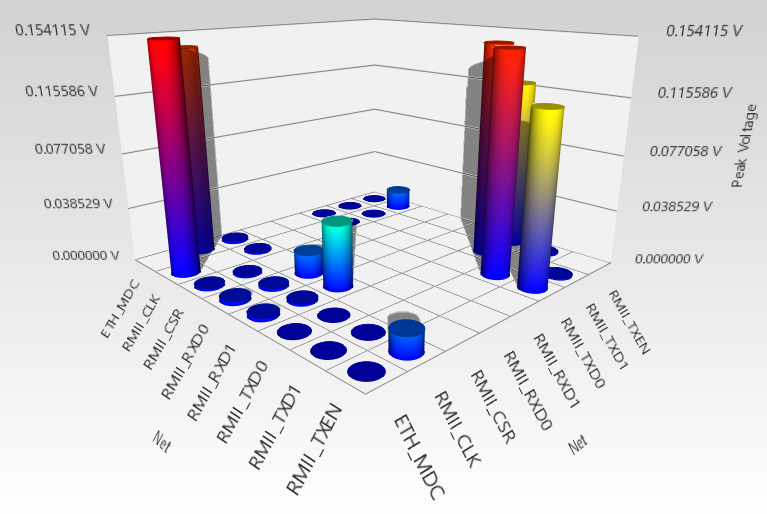 0.154115 V
0.115586 V
0.077058 V
0.038529 V
0.000000 V
0.154115 V
0.115586 V
0.077058 V
0.038529 V
0.000000 V
Peak Voltage
ETH_MDC
RMII_CLK
RMII_CSR
RMII_RXD0
RMII_RXD1
RMII_TXD0
RMII_TXD1
RMII_TXEN
Net
ETH_MDC
RMII_CLK
RMII_CSR
RMII_RXD0
RMII_RXD1
RMII_TXD0
RMII_TXD1
RMII_TXEN
Net